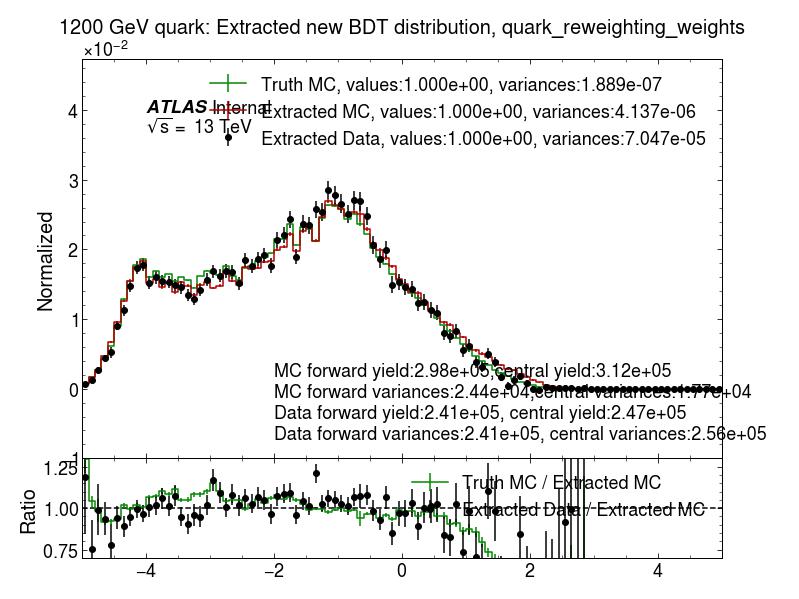 1200 GeV quark: Extracted new BDT distribution, quark_reweighting_weights
×10⁻²
Truth MC, values:1.000e+00, variances:1.889e-07
ATLAS Internal
Extracted MC, values:1.000e+00, variances:4.137e-06
√s = 13 TeV
Extracted Data, values:1.000e+00, variances:7.047e-05
4
3
2
1
0
Normalized
MC forward yield:2.98e+05, central yield:3.12e+05
MC forward variances:2.44e+04,central variances:1.77e+04
Data forward yield:2.41e+05, central yield:2.47e+05
Data forward variances:2.41e+05, central variances:2.56e+05
1
1.25
1.00
0.75
Ratio
Truth MC / Extracted MC
Extracted Data / Extracted MC
−4 −2 0 2 4